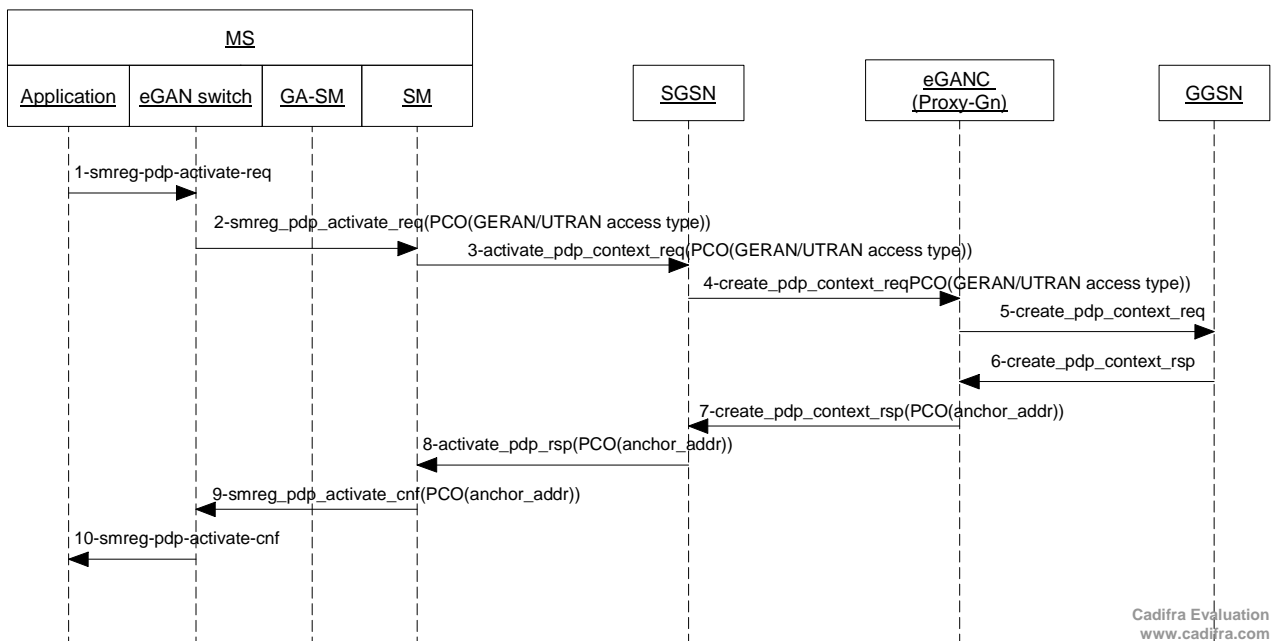 MS
Application
eGAN switch
GA-SM
SM
SGSN
eGANC
(Proxy-Gn)
GGSN
1-smreg-pdp-activate-req
2-smreg_pdp_activate_req(PCO(GERAN/UTRAN access type))
3-activate_pdp_context_req(PCO(GERAN/UTRAN access type))
4-create_pdp_context_reqPCO(GERAN/UTRAN access type))
5-create_pdp_context_req
6-create_pdp_context_rsp
7-create_pdp_context_rsp(PCO(anchor_addr))
8-activate_pdp_rsp(PCO(anchor_addr))
9-smreg_pdp_activate_cnf(PCO(anchor_addr))
10-smreg-pdp-activate-cnf
Cadifra Evaluation
www.cadifra.com